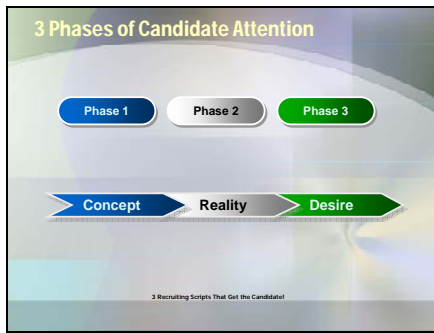 3 Phases of Candidate Attention
Phase 1 Phase 2 Phase 3
Concept Reality Desire
3 Recruiting Scripts That Get the Candidate!